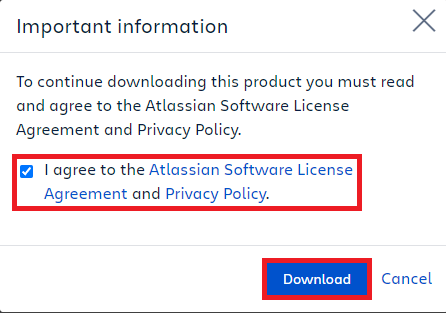 Important information
To continue downloading this product you must read
and agree to the Atlassian Software License
Agreement and Privacy Policy.
I agree to the Atlassian Software License
Agreement and Privacy Policy.
Download Cancel